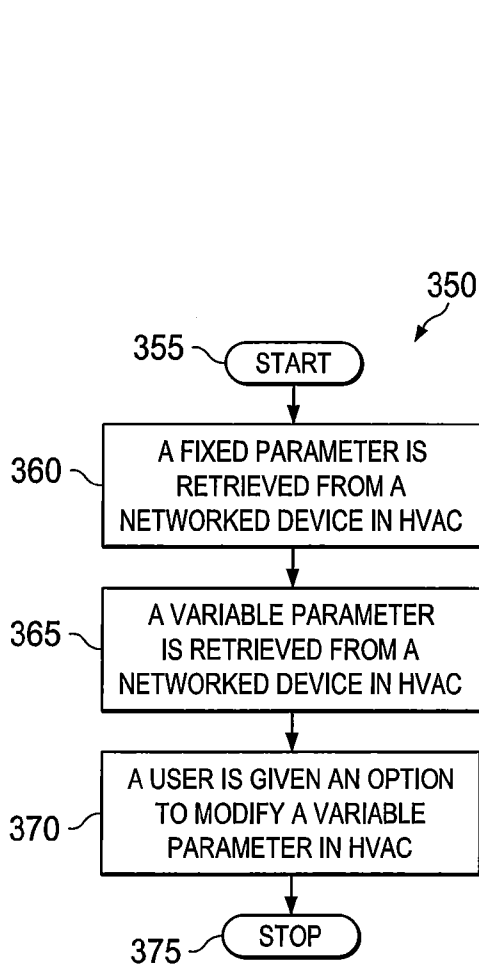 350
355
START
360
A FIXED PARAMETER IS
RETRIEVED FROM A
NETWORKED DEVICE IN HVAC
365
A VARIABLE PARAMETER
IS RETRIEVED FROM A
NETWORKED DEVICE IN HVAC
370
A USER IS GIVEN AN OPTION
TO MODIFY A VARIABLE
PARAMETER IN HVAC
375
STOP